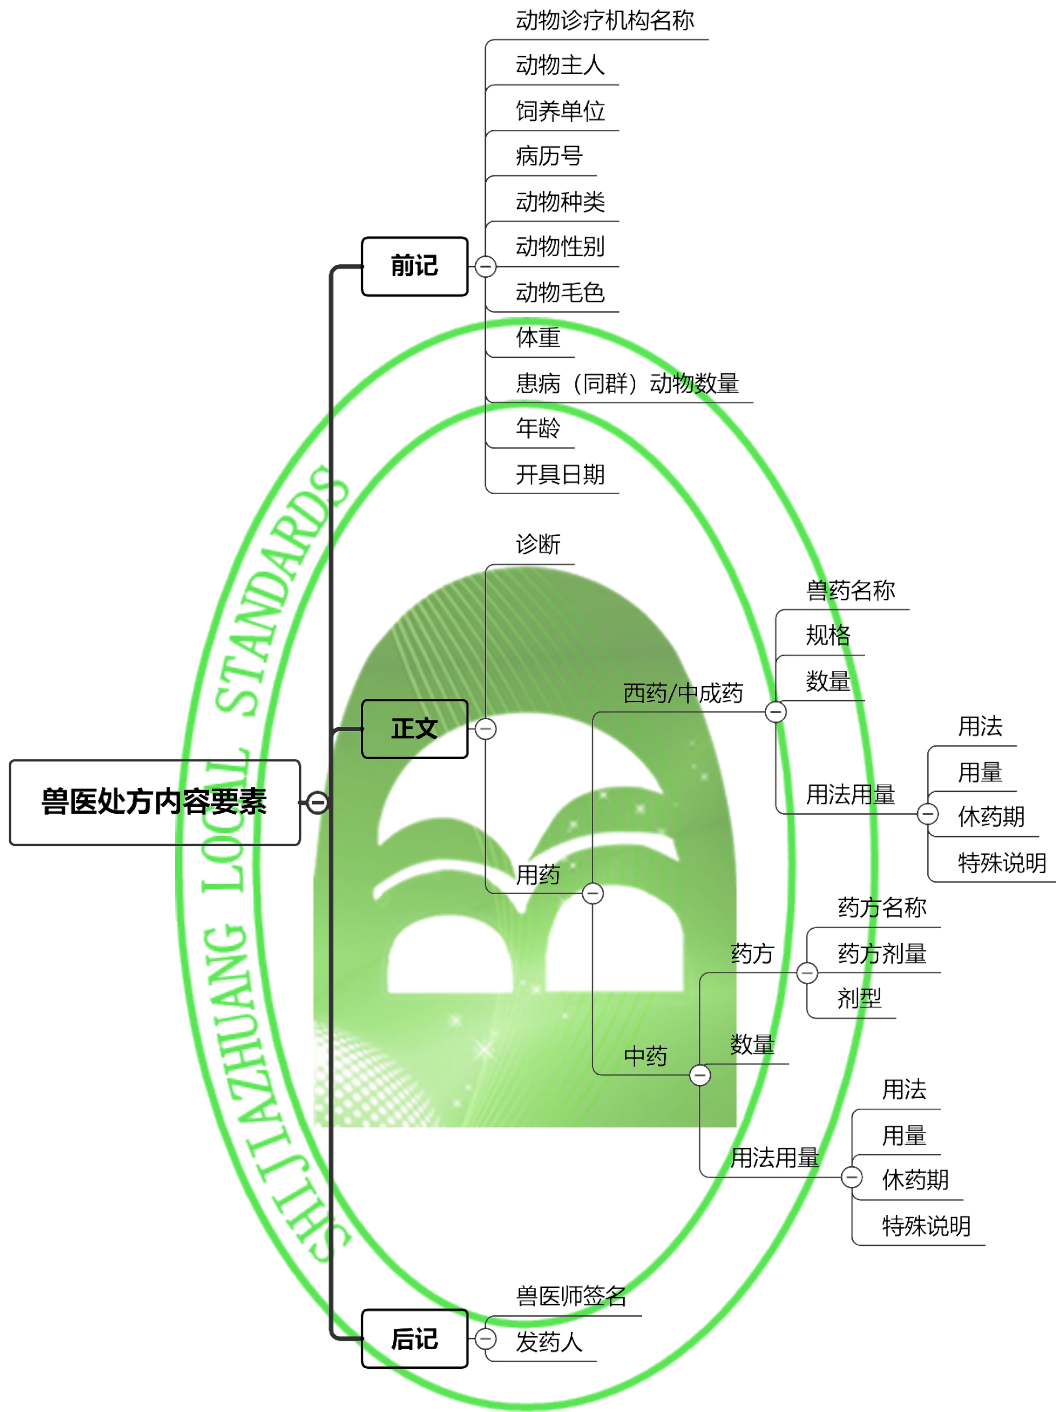 兽医处方内容要素
前记
动物诊疗机构名称
动物主人
饲养单位
病历号
动物种类
动物性别
动物毛色
体重
患病（同群）动物数量
年龄
开具日期
正文
诊断
用药
西药/中成药
兽药名称
规格
数量
用法用量
用法
用量
休药期
特殊说明
中药
药方
药方名称
药方剂量
剂型
数量
用法用量
用法
用量
休药期
特殊说明
后记
兽医师签名
发药人
SHIJIAZHUANG LOCAL STANDARDS